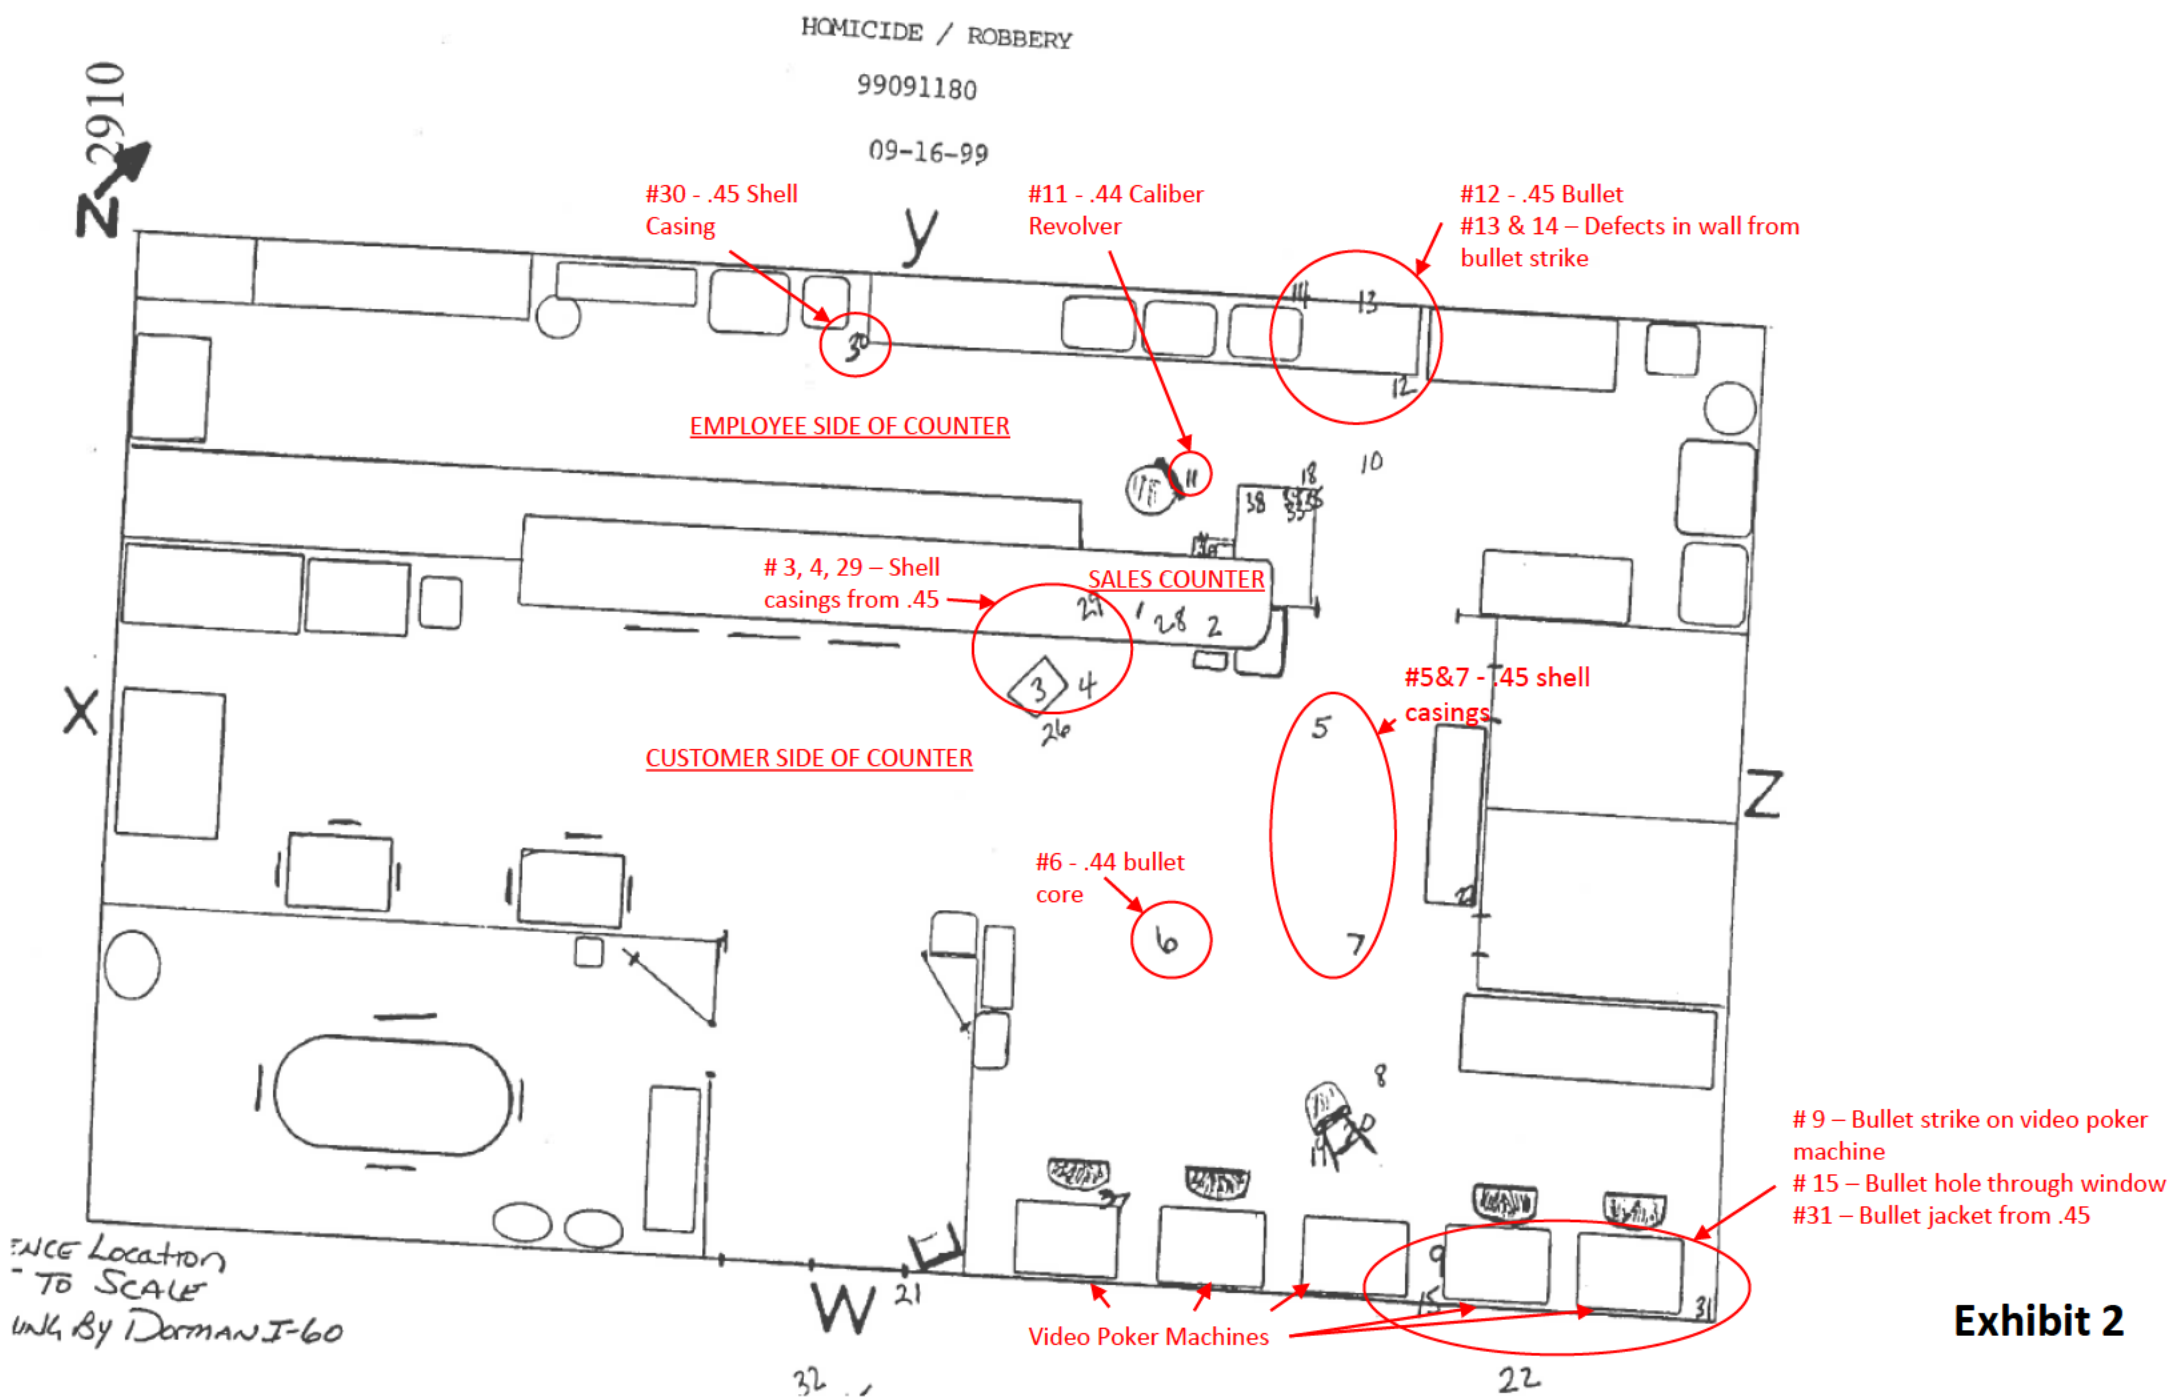 HOMICIDE / ROBBERY
99091180
09-16-99
2910
N
#30 - .45 Shell
Casing
#11 - .44 Caliber
Revolver
#12 - .45 Bullet
#13 & 14 – Defects in wall from
bullet strike
y
14
13
30
12
EMPLOYEE SIDE OF COUNTER
10
11
18
38
33
# 3, 4, 29 – Shell
casings from .45
SALES COUNTER
29
1
28
2
3
4
26
#5&7 - .45 shell
casings
5
X
CUSTOMER SIDE OF COUNTER
Z
#6 - .44 bullet
core
6
7
8
# 9 – Bullet strike on video poker
machine
# 15 – Bullet hole through window
#31 – Bullet jacket from .45
37
9
15
31
ENCE Location
TO SCALE
ING By Dorman I-60
W
21
Video Poker Machines
Exhibit 2
32
22